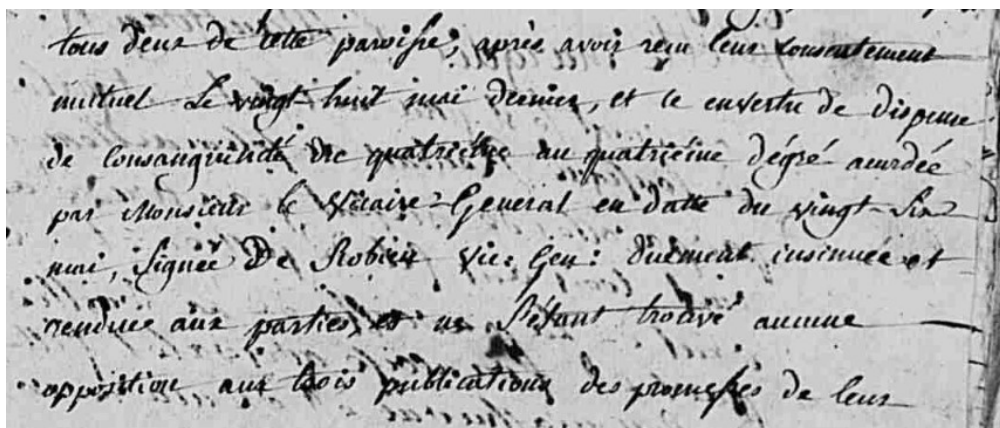 tous deux de cette paroisse, après avoir reçu leur consentement
mutuel le vingt-huit mai dernier, et ce en vertu de dispense
de consanguinité du quatrième au quatrième dégré accordée
par Monsieur le Vicaire-General en datte du vingt-six
mai, signée De Robien Vic: Gen: duëment insinuée et
rendue aux parties, et ne s'étant trouvé aucune
opposition aux trois publications des promesses de leur